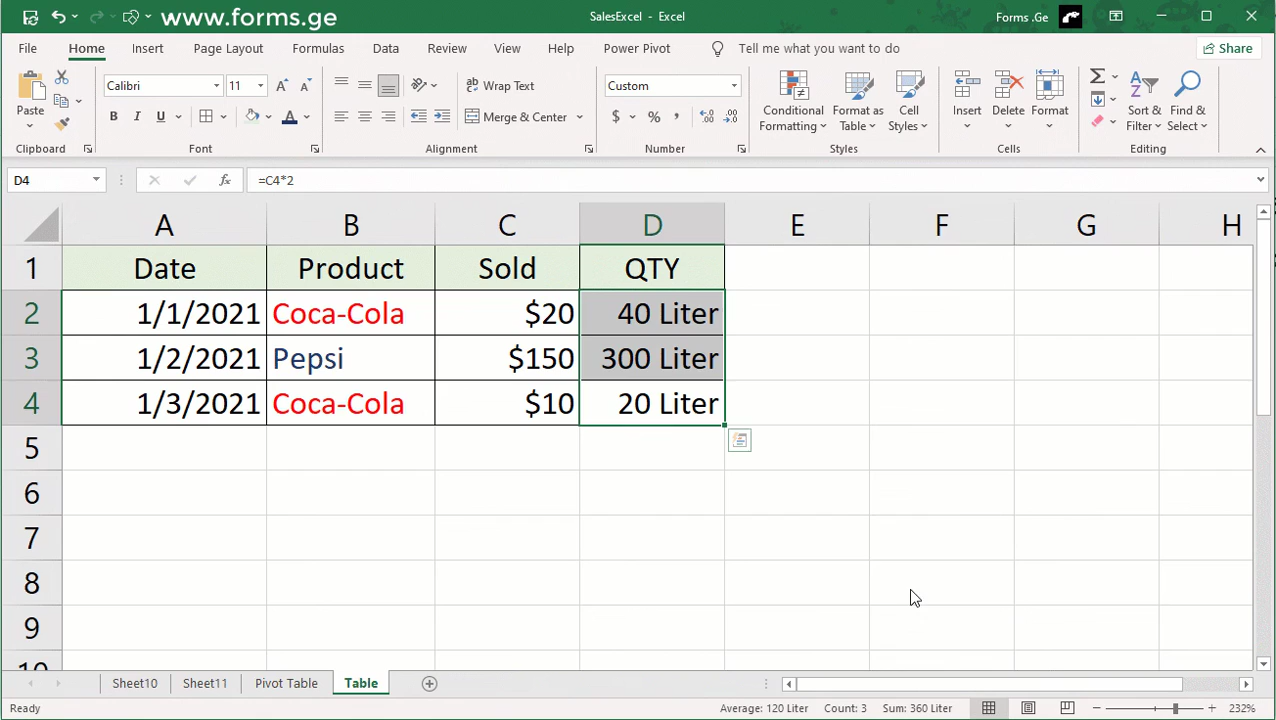 www.forms.ge
SalesExcel - Excel
Forms .Ge
File Home Insert Page Layout Formulas Data Review View Help Power Pivot Tell me what you want to do Share
Paste
Calibri 11
B I U
Wrap Text
Merge & Center
Custom
$ % ,
Conditional Formatting
Format as Table
Cell Styles
Insert
Delete
Format
Sort & Filter
Find & Select
Clipboard Font Alignment Number Styles Cells Editing
D4 fx =C4*2
A B C D E F G H
1 Date Product Sold QTY
2 1/1/2021 Coca-Cola $20 40 Liter
3 1/2/2021 Pepsi $150 300 Liter
4 1/3/2021 Coca-Cola $10 20 Liter
5
6
7
8
9
10
Sheet10 Sheet11 Pivot Table Table
Ready Average: 120 Liter Count: 3 Sum: 360 Liter 232%